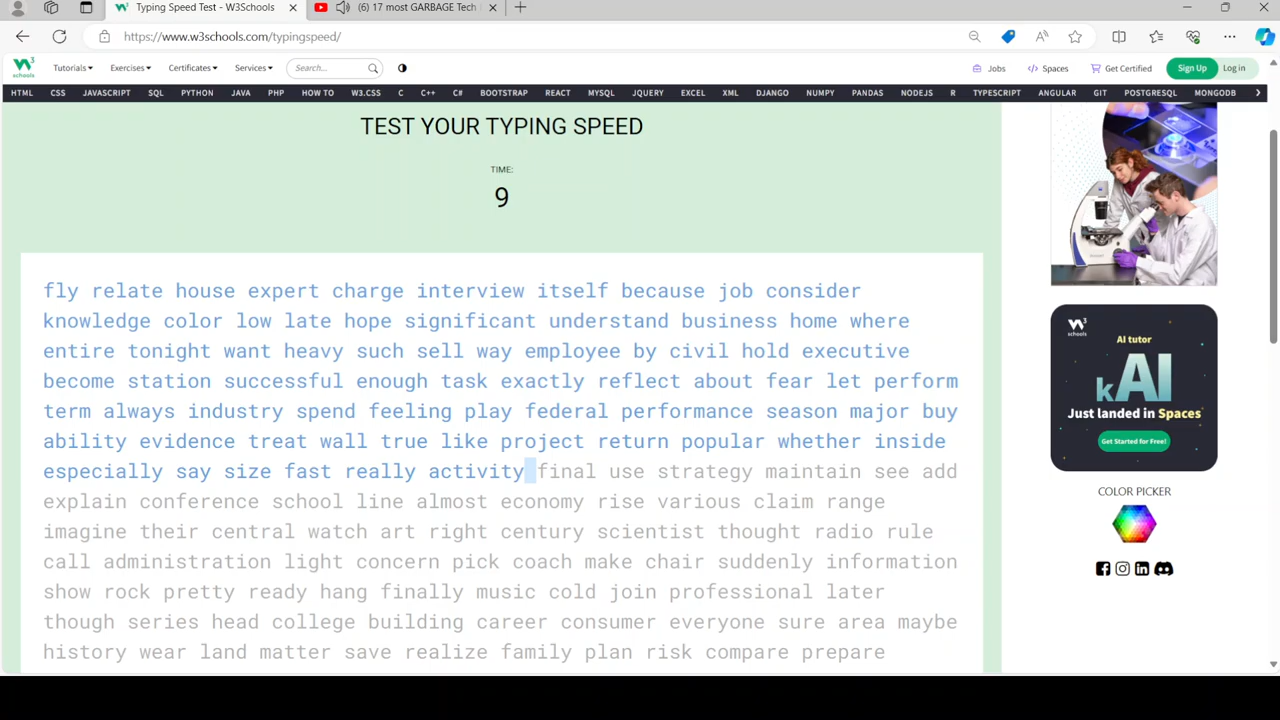 Typing Speed Test - W3Schools
(6) 17 most GARBAGE Tech
https://www.w3schools.com/typingspeed/
W3 schools
Tutorials
Exercises
Certificates
Services
Search...
Jobs
Spaces
Get Certified
Sign Up
Log in
HTML CSS JAVASCRIPT SQL PYTHON JAVA PHP HOW TO W3.CSS C C++ C# BOOTSTRAP REACT MYSQL JQUERY EXCEL XML DJANGO NUMPY PANDAS NODEJS R TYPESCRIPT ANGULAR GIT POSTGRESQL MONGODB
TEST YOUR TYPING SPEED
TIME:
9
fly relate house expert charge interview itself because job consider
knowledge color low late hope significant understand business home where
entire tonight want heavy such sell way employee by civil hold executive
become station successful enough task exactly reflect about fear let perform
term always industry spend feeling play federal performance season major buy
ability evidence treat wall true like project return popular whether inside
especially say size fast really activity final use strategy maintain see add
explain conference school line almost economy rise various claim range
imagine their central watch art right century scientist thought radio rule
call administration light concern pick coach make chair suddenly information
show rock pretty ready hang finally music cold join professional later
though series head college building career consumer everyone sure area maybe
history wear land matter save realize family plan risk compare prepare
W3 schools
AI tutor
kAI
Just landed in Spaces
Get Started for Free!
COLOR PICKER